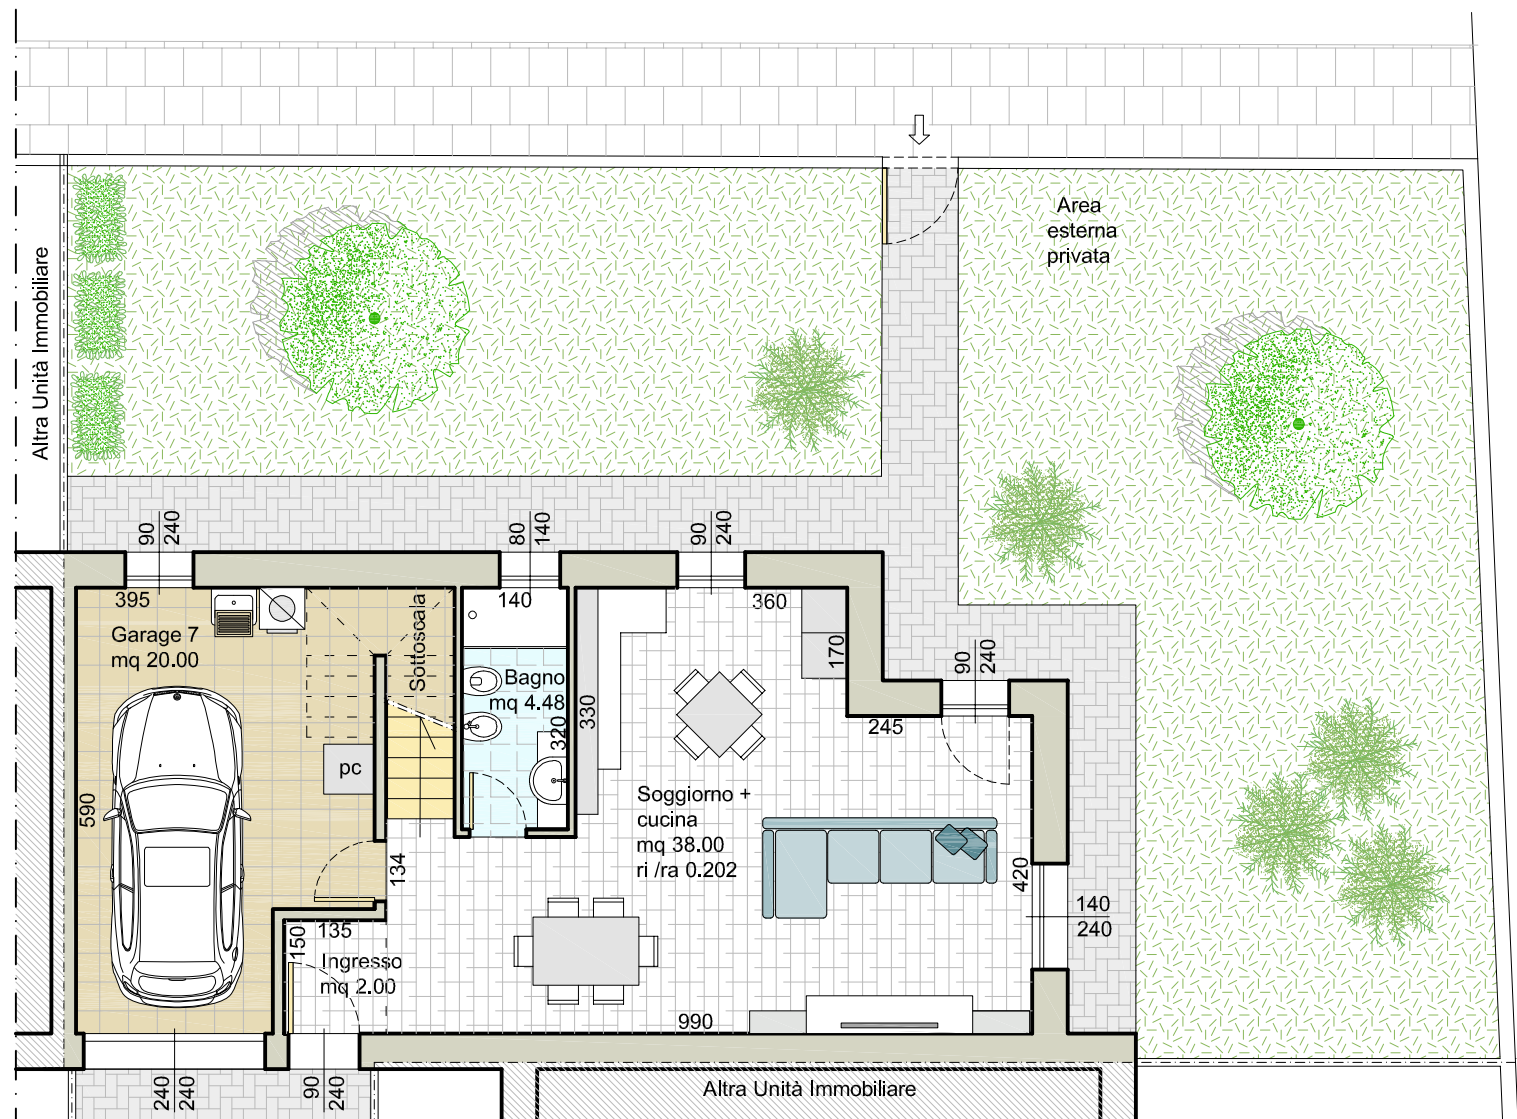 Area
esterna
privata
Altra Unità Immobiliare
90
240
80
140
90
240
395
140
360
Garage 7
mq 20.00
Sottoscala
Bagno
mq 4.48
320
330
170
90
240
245
pc
590
134
Soggiorno +
cucina
mq 38.00
ri /ra 0.202
420
140
240
150
135
Ingresso
mq 2.00
990
240
240
90
240
Altra Unità Immobiliare